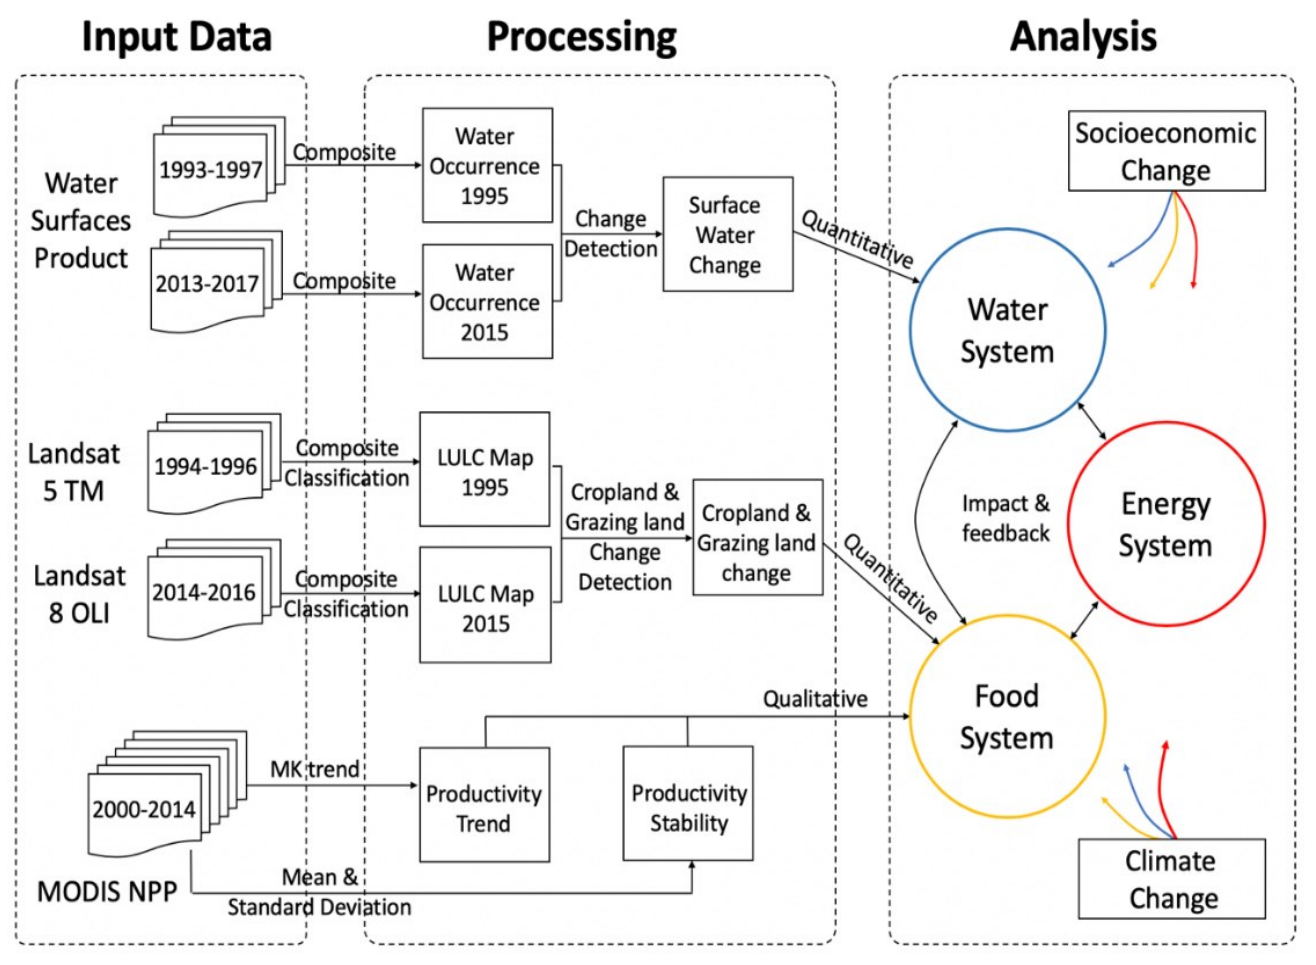 Input Data
Processing
Analysis
Water
Surfaces
Product
1993-1997
2013-2017
Composite
Composite
Water
Occurrence
1995
Water
Occurrence
2015
Change
Detection
Surface
Water
Change
Quantitative
Socioeconomic
Change
Water
System
Landsat
5 TM
1994-1996
Composite
Classification
LULC Map
1995
Landsat
8 OLI
2014-2016
Composite
Classification
LULC Map
2015
Cropland &
Grazing land
Change
Detection
Cropland &
Grazing land
change
Quantitative
Impact &
feedback
Energy
System
Food
System
Qualitative
2000-2014
MODIS NPP
MK trend
Productivity
Trend
Productivity
Stability
Mean &
Standard Deviation
Climate
Change